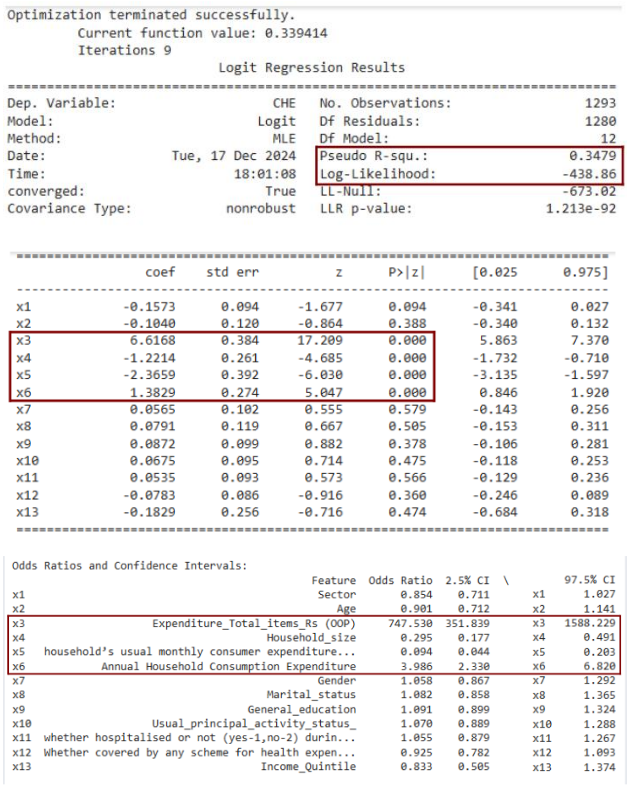 Optimization terminated successfully.
Current function value: 0.339414
Iterations 9
Logit Regression Results
Dep. Variable: CHE No. Observations: 1293
Model: Logit Df Residuals: 1280
Method: MLE Df Model: 12
Date: Tue, 17 Dec 2024 Pseudo R-squ.: 0.3479
Time: 18:01:08 Log-Likelihood: -438.86
converged: True LL-Null: -673.02
Covariance Type: nonrobust LLR p-value: 1.213e-92
coef std err z P>|z| [0.025 0.975]
x1 -0.1573 0.094 -1.677 0.094 -0.341 0.027
x2 -0.1040 0.120 -0.864 0.388 -0.340 0.132
x3 6.6168 0.384 17.209 0.000 5.863 7.370
x4 -1.2214 0.261 -4.685 0.000 -1.732 -0.710
x5 -2.3659 0.392 -6.030 0.000 -3.135 -1.597
x6 1.3829 0.274 5.047 0.000 0.846 1.920
x7 0.0565 0.102 0.555 0.579 -0.143 0.256
x8 0.0791 0.119 0.667 0.505 -0.153 0.311
x9 0.0872 0.099 0.882 0.378 -0.106 0.281
x10 0.0675 0.095 0.714 0.475 -0.118 0.253
x11 0.0535 0.093 0.573 0.566 -0.129 0.236
x12 -0.0783 0.086 -0.916 0.360 -0.246 0.089
x13 -0.1829 0.256 -0.716 0.474 -0.684 0.318
Odds Ratios and Confidence Intervals:
Feature Odds Ratio 2.5% CI \ 97.5% CI
x1 Sector 0.854 0.711 x1 1.027
x2 Age 0.901 0.712 x2 1.141
x3 Expenditure_Total_items_Rs (OOP) 747.530 351.839 x3 1588.229
x4 Household_size 0.295 0.177 x4 0.491
x5 household's usual monthly consumer expenditure... 0.094 0.044 x5 0.203
x6 Annual Household Consumption Expenditure 3.986 2.330 x6 6.820
x7 Gender 1.058 0.867 x7 1.292
x8 Marital_status 1.082 0.858 x8 1.365
x9 General_education 1.091 0.899 x9 1.324
x10 Usual_principal_activity_status_ 1.070 0.889 x10 1.288
x11 whether hospitalised or not (yes-1,no-2) durin... 1.055 0.879 x11 1.267
x12 Whether covered by any scheme for health expen... 0.925 0.782 x12 1.093
x13 Income_Quintile 0.833 0.505 x13 1.374